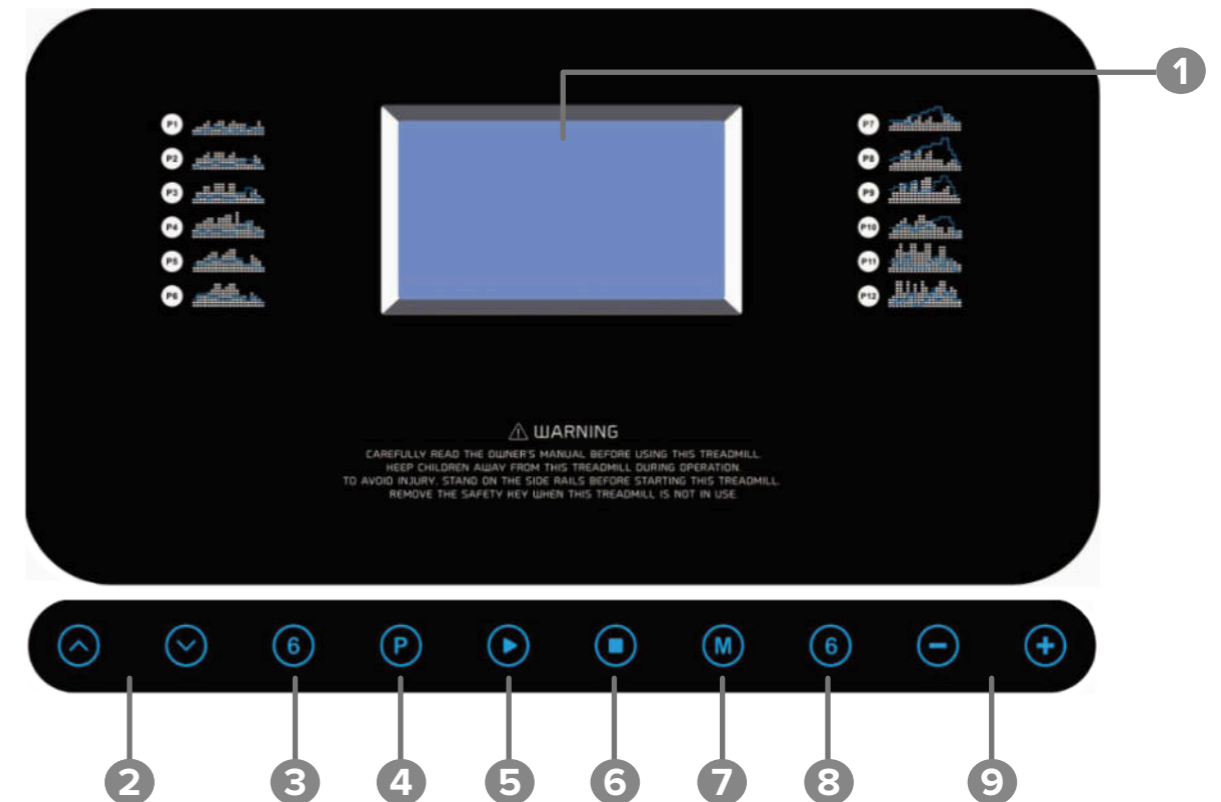 1
P1
P2
P3
P4
P5
P6
P7
P8
P9
P10
P11
P12
⚠ WARNING
CAREFULLY READ THE OWNER'S MANUAL BEFORE USING THIS TREADMILL.
KEEP CHILDREN AWAY FROM THIS TREADMILL DURING OPERATION.
TO AVOID INJURY, STAND ON THE SIDE RAILS BEFORE STARTING THIS TREADMILL.
REMOVE THE SAFETY KEY WHEN THIS TREADMILL IS NOT IN USE.
6 P M 6 - +
2 3 4 5 6 7 8 9